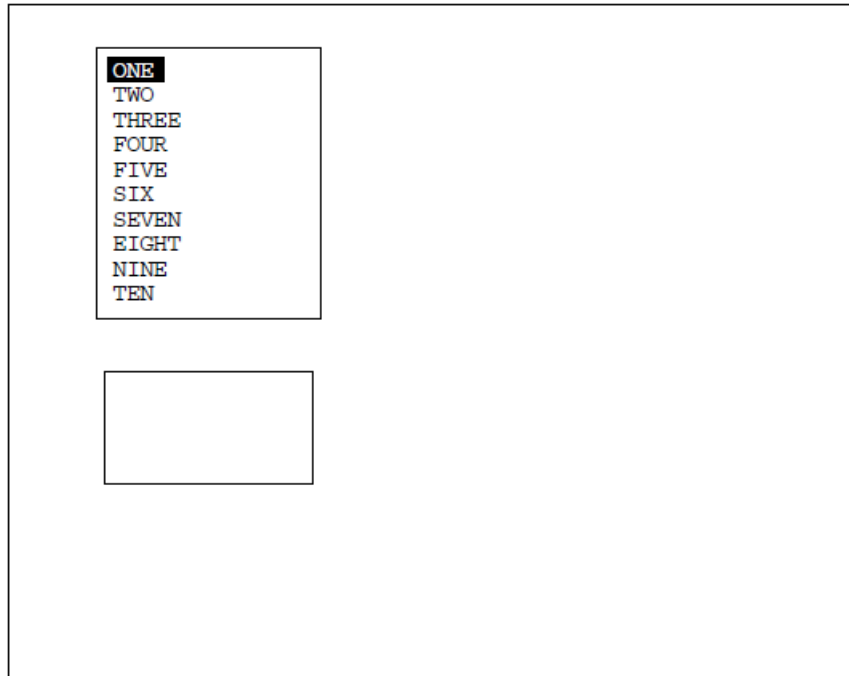 ONE
TWO
THREE
FOUR
FIVE
SIX
SEVEN
EIGHT
NINE
TEN